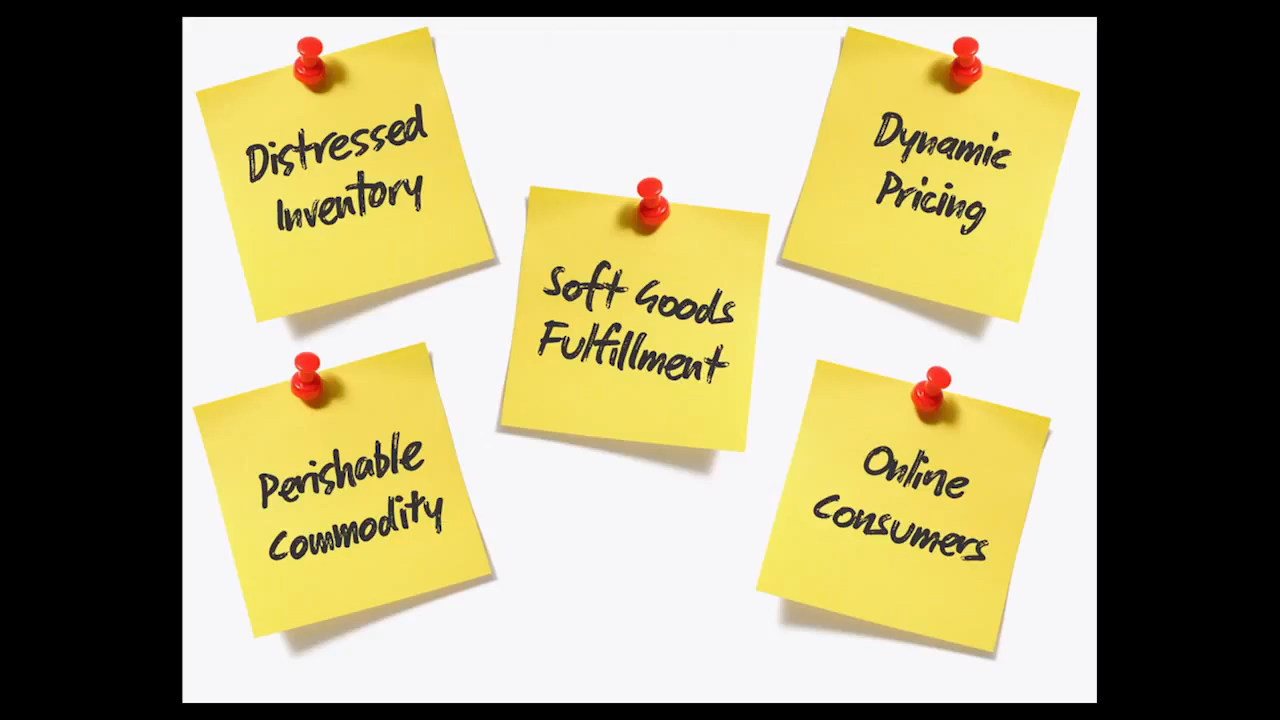 Distressed
Inventory
Dynamic
Pricing
Soft Goods
Fulfillment
Perishable
Commodity
Online
Consumers